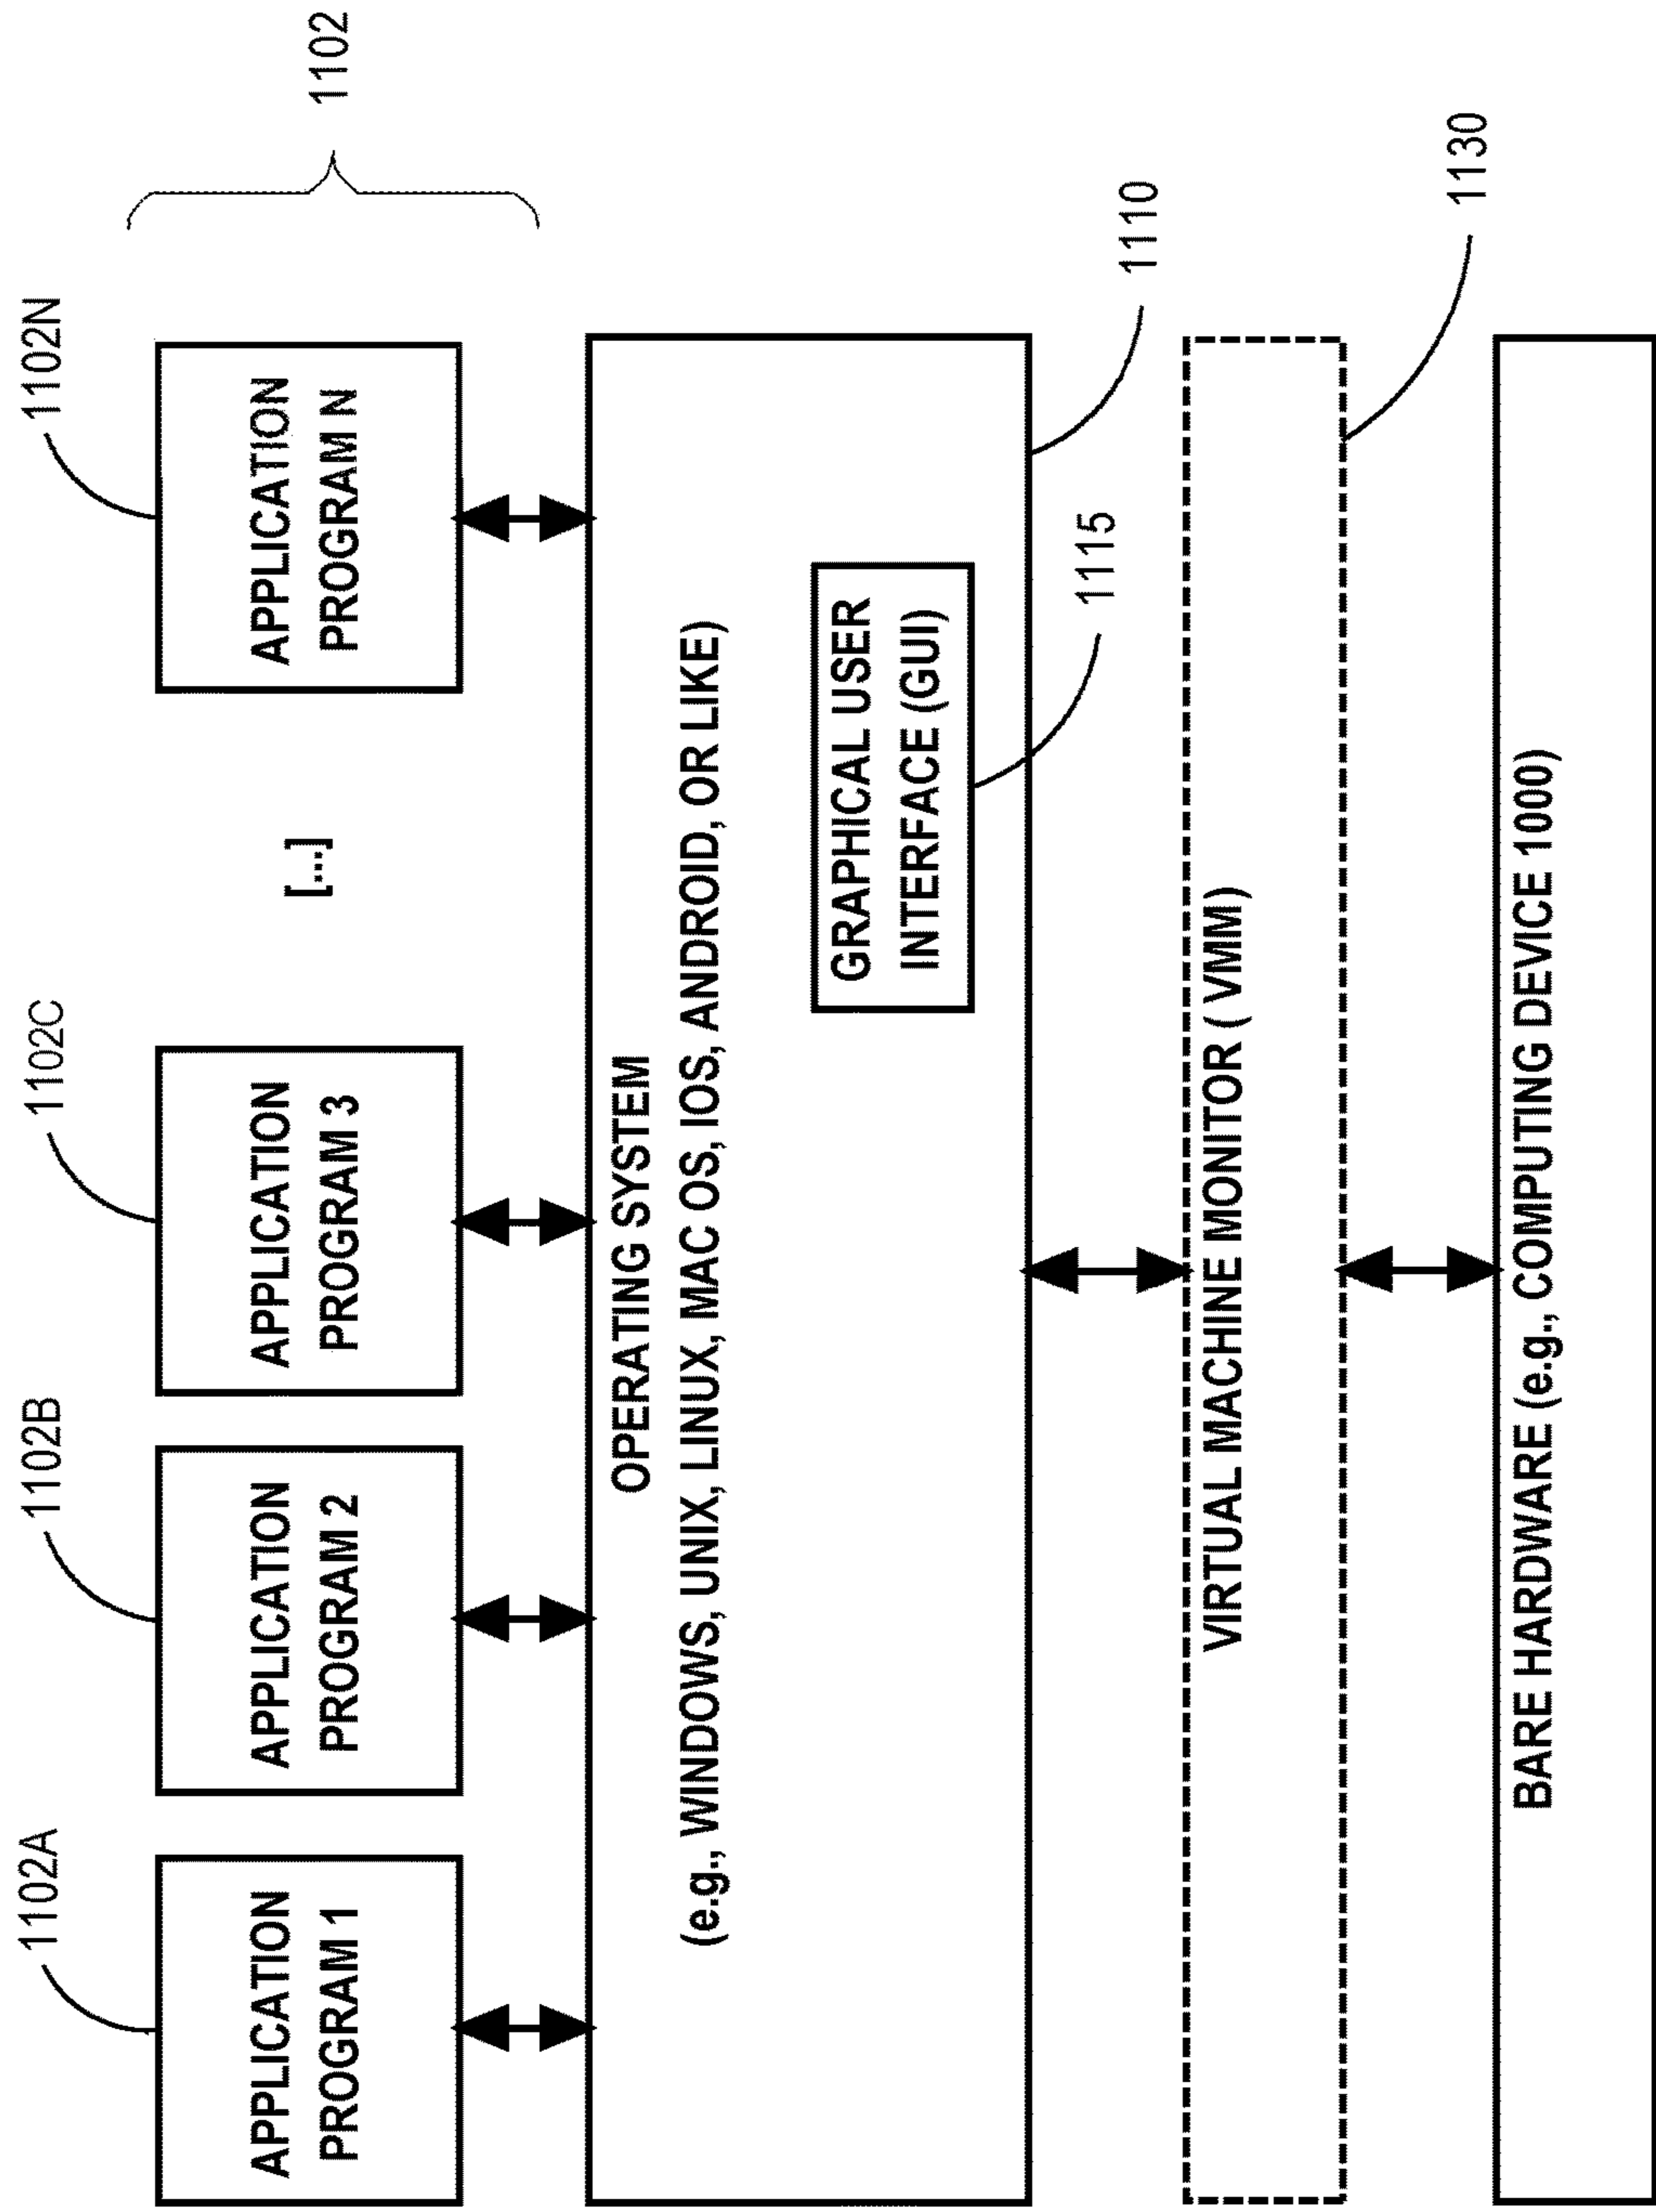 1102
1102A
1102B
1102C
1102N
APPLICATION
PROGRAM 1
APPLICATION
PROGRAM 2
APPLICATION
PROGRAM 3
[...]
APPLICATION
PROGRAM N
OPERATING SYSTEM
(e.g., WINDOWS, UNIX, LINUX, MAC OS, IOS, ANDROID, OR LIKE)
GRAPHICAL USER
INTERFACE (GUI)
1115
1110
VIRTUAL MACHINE MONITOR ( VMM)
1130
BARE HARDWARE (e.g., COMPUTING DEVICE 1000)